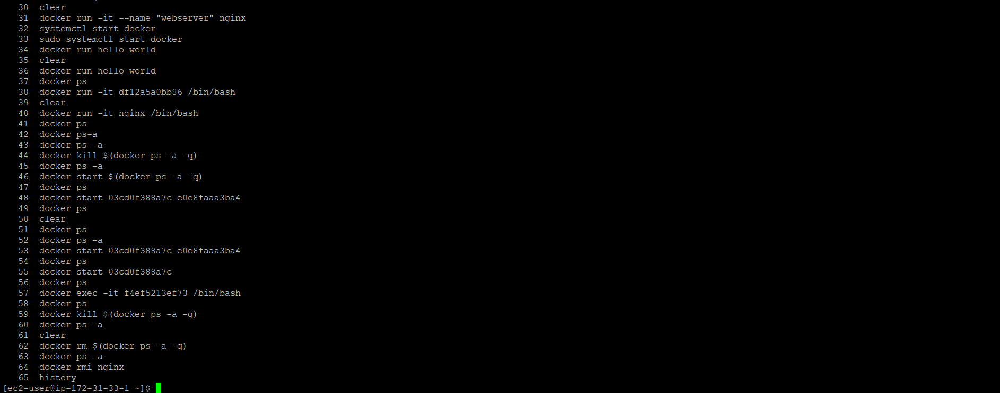 30 clear
31 docker run -it --name "webserver" nginx
32 systemctl start docker
33 sudo systemctl start docker
34 docker run hello-world
35 clear
36 docker run hello-world
37 docker ps
38 docker run -it df12a5a0bb86 /bin/bash
39 clear
40 docker run -it nginx /bin/bash
41 docker ps
42 docker ps-a
43 docker ps -a
44 docker kill $(docker ps -a -q)
45 docker ps -a
46 docker start $(docker ps -a -q)
47 docker ps
48 docker start 03cd0f388a7c e0e8faaa3ba4
49 docker ps
50 clear
51 docker ps
52 docker ps -a
53 docker start 03cd0f388a7c e0e8faaa3ba4
54 docker ps
55 docker start 03cd0f388a7c
56 docker ps
57 docker exec -it f4ef5213ef73 /bin/bash
58 docker ps
59 docker kill $(docker ps -a -q)
60 docker ps -a
61 clear
62 docker rm $(docker ps -a -q)
63 docker ps -a
64 docker rmi nginx
65 history
[ec2-user@ip-172-31-33-1 ~]$